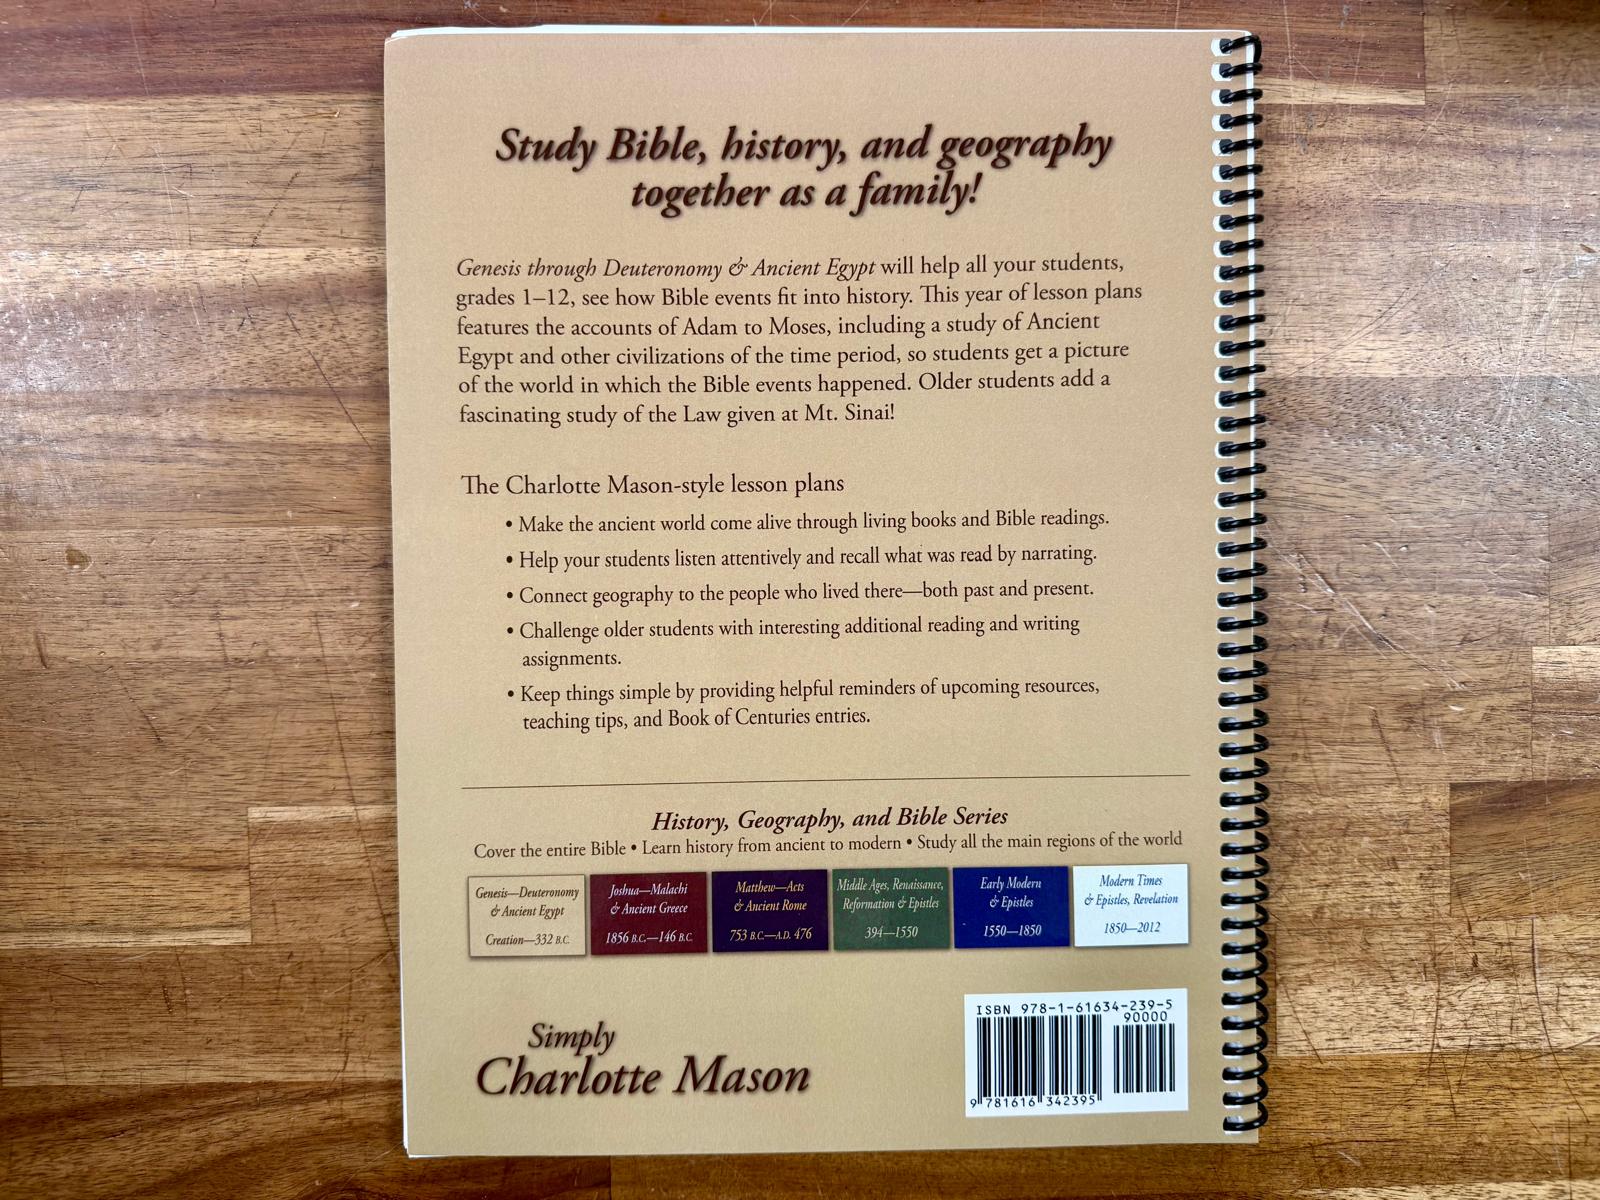 Study Bible, history, and geography
together as a family!
Genesis through Deuteronomy & Ancient Egypt will help all your students,
grades 1–12, see how Bible events fit into history. This year of lesson plans
features the accounts of Adam to Moses, including a study of Ancient
Egypt and other civilizations of the time period, so students get a picture
of the world in which the Bible events happened. Older students add a
fascinating study of the Law given at Mt. Sinai!
The Charlotte Mason-style lesson plans
• Make the ancient world come alive through living books and Bible readings.
• Help your students listen attentively and recall what was read by narrating.
• Connect geography to the people who lived there—both past and present.
• Challenge older students with interesting additional reading and writing
assignments.
• Keep things simple by providing helpful reminders of upcoming resources,
teaching tips, and Book of Centuries entries.
History, Geography, and Bible Series
Cover the entire Bible • Learn history from ancient to modern • Study all the main regions of the world
Genesis—Deuteronomy
& Ancient Egypt
Creation—332 B.C.
Joshua—Malachi
& Ancient Greece
1856 B.C.—146 B.C.
Matthew—Acts
& Ancient Rome
753 B.C.—A.D. 476
Middle Ages, Renaissance,
Reformation & Epistles
394—1550
Early Modern
& Epistles
1550—1850
Modern Times
& Epistles, Revelation
1850—2012
Simply
Charlotte Mason
ISBN 978-1-61634-239-5
90000
9 781616 342395